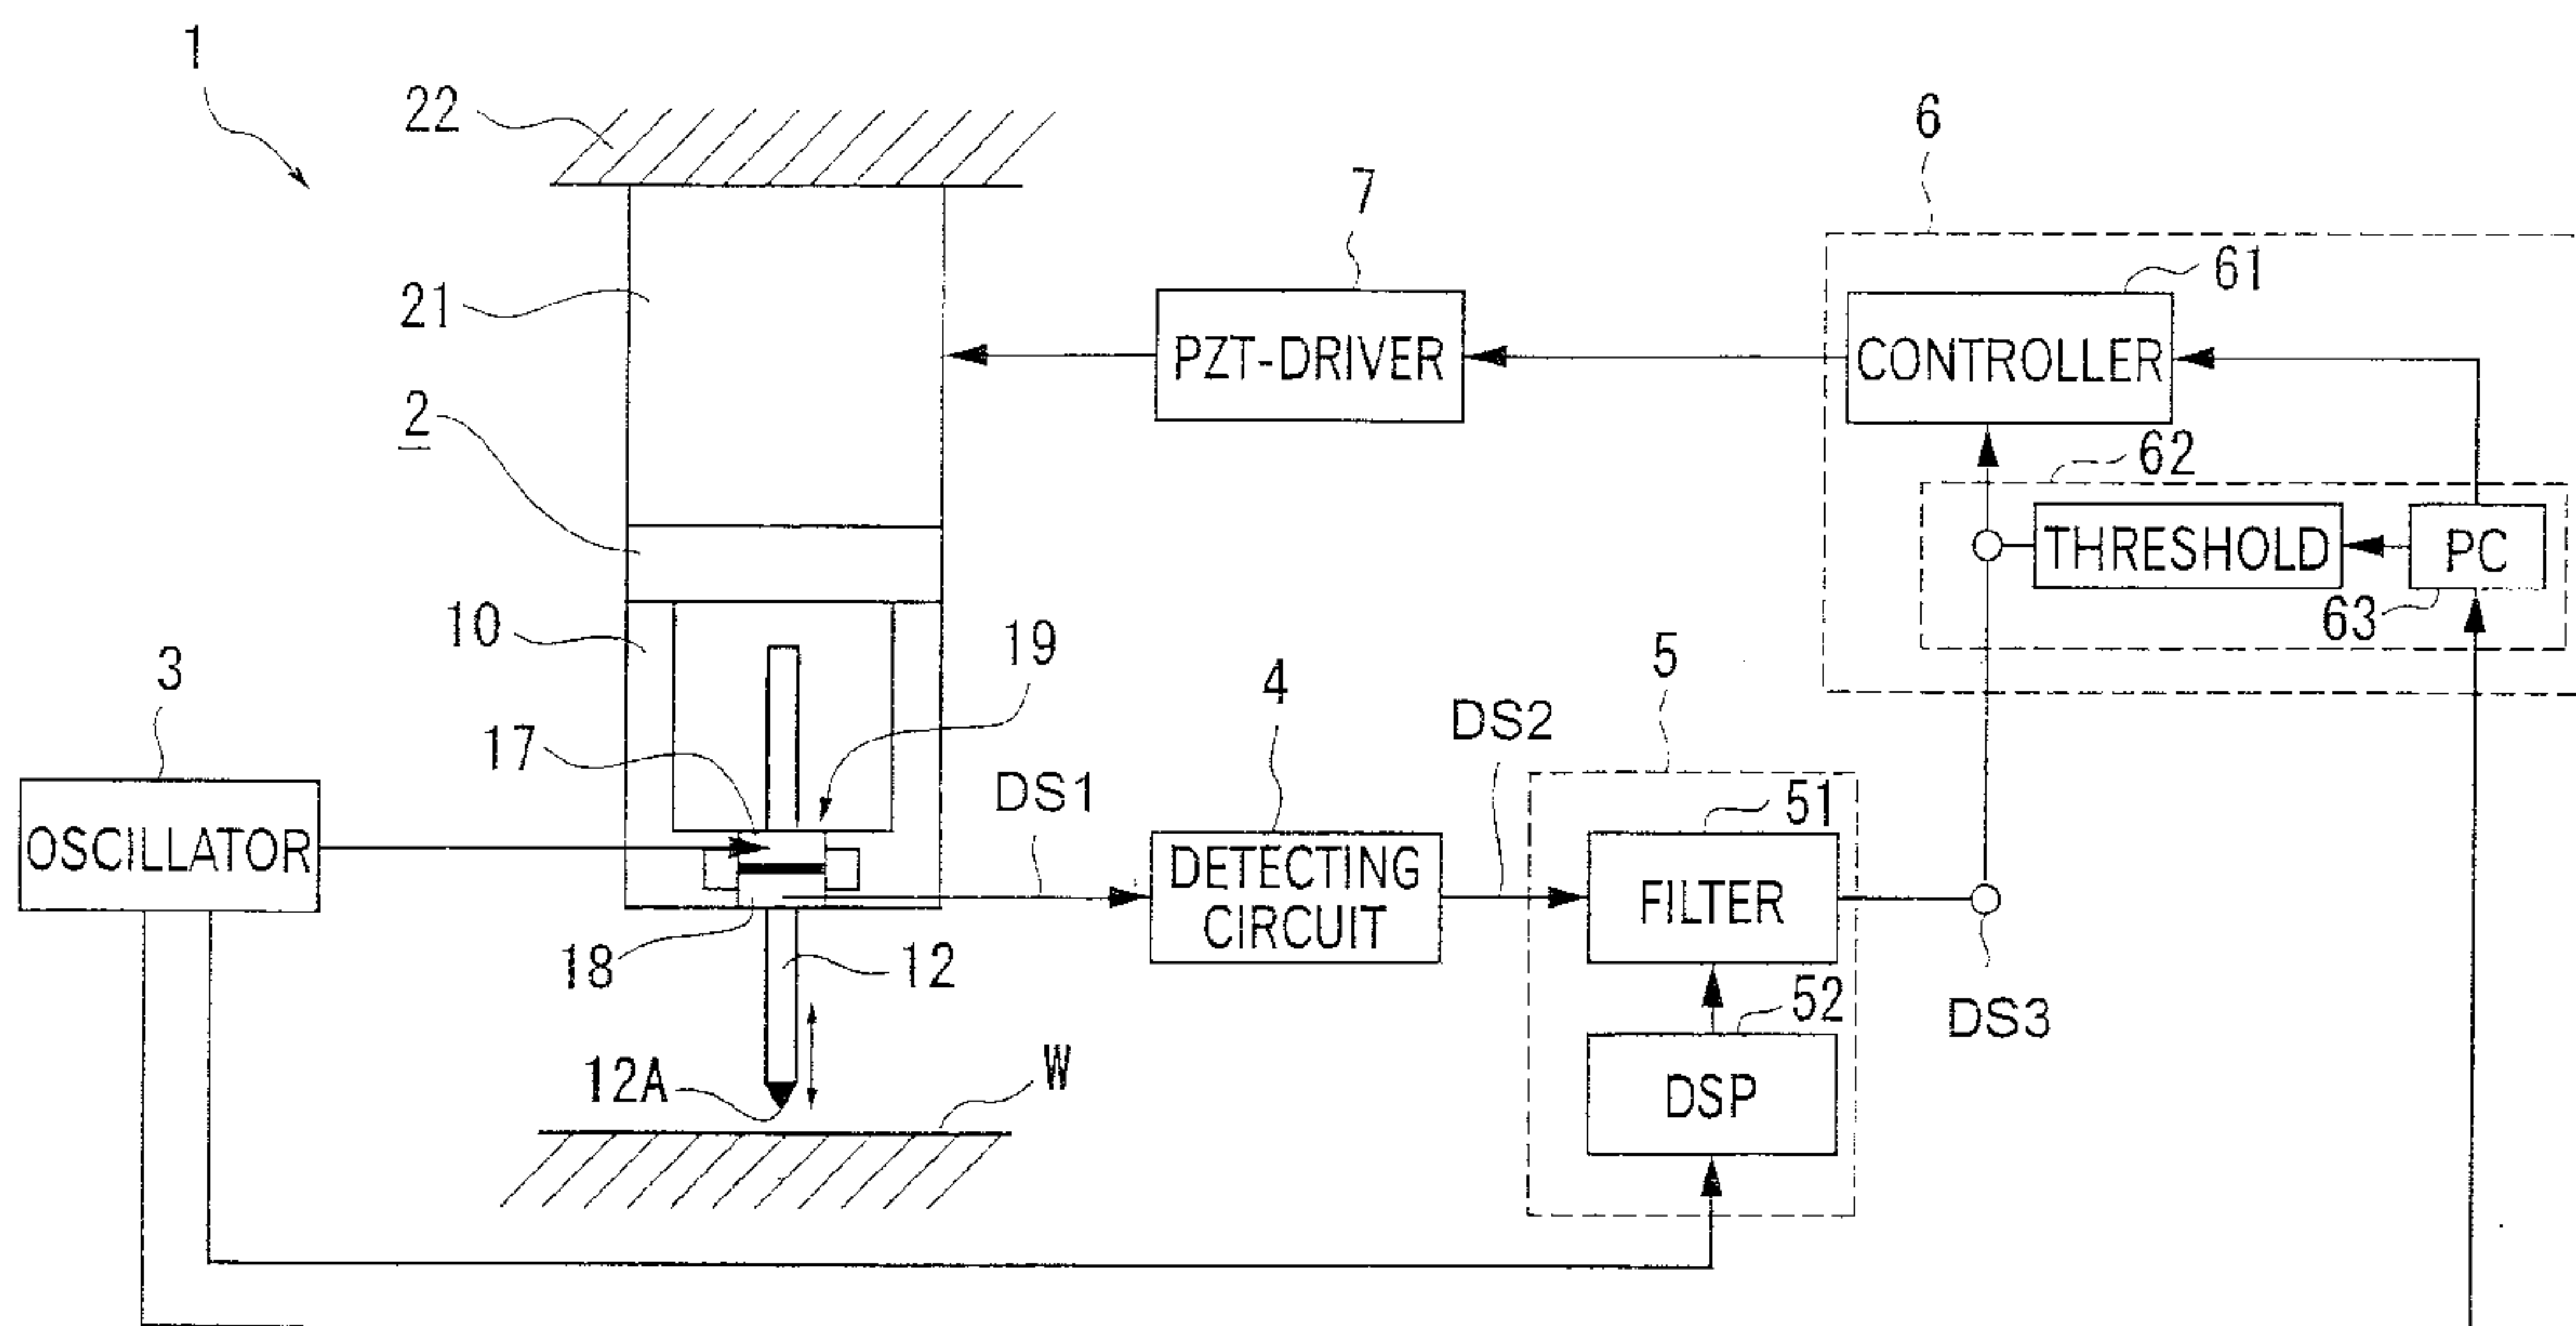 1
22
6
7
61
21
PZT-DRIVER
CONTROLLER
2
62
THRESHOLD
PC
10
19
63
3
4
5
17
DS2
DS1
51
OSCILLATOR
DETECTING
CIRCUIT
FILTER
18
12
52
DS3
12A
W
DSP